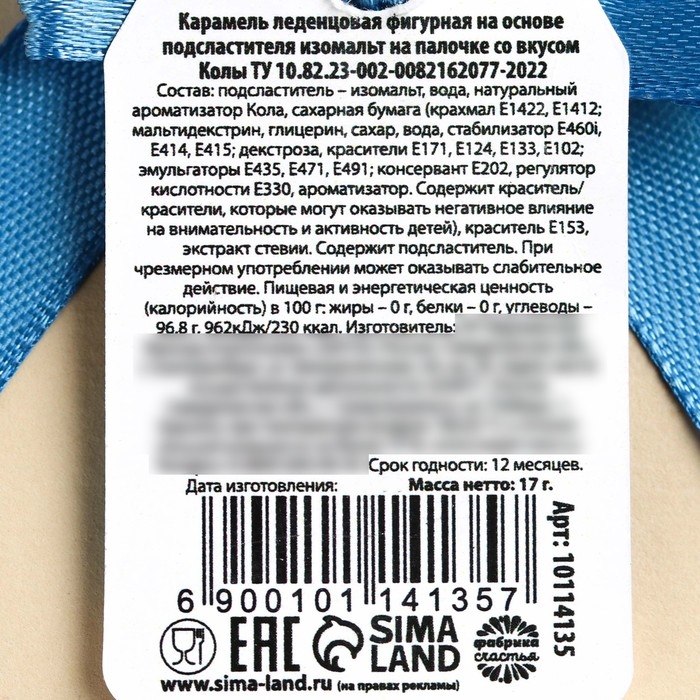 Карамель леденцовая фигурная на основе
подсластителя изомальт на палочке со вкусом
Колы ТУ 10.82.23-002-0082162077-2022
Состав: подсластитель – изомальт, вода, натуральный
ароматизатор Кола, сахарная бумага (крахмал Е1422, Е1412;
мальтидекстрин, глицерин, сахар, вода, стабилизатор Е460i,
Е414, Е415; декстроза, красители Е171, Е124, Е133, Е102;
эмульгаторы Е435, Е471, Е491; консервант Е202, регулятор
кислотности Е330, ароматизатор. Содержит краситель/
красители, которые могут оказывать негативное влияние
на внимательность и активность детей), краситель Е153,
экстракт стевии. Содержит подсластитель. При
чрезмерном употреблении может оказывать слабительное
действие. Пищевая и энергетическая ценность
(калорийность) в 100 г: жиры – 0 г, белки – 0 г, углеводы –
96,8 г, 962кДж/230 ккал. Изготовитель:
Срок годности: 12 месяцев.
Дата изготовления: Масса нетто: 17 г.
Арт: 10114135
6 900101 141357
EAC SIMA LAND
фабрика счастья
www.sima-land.ru (на правах рекламы)